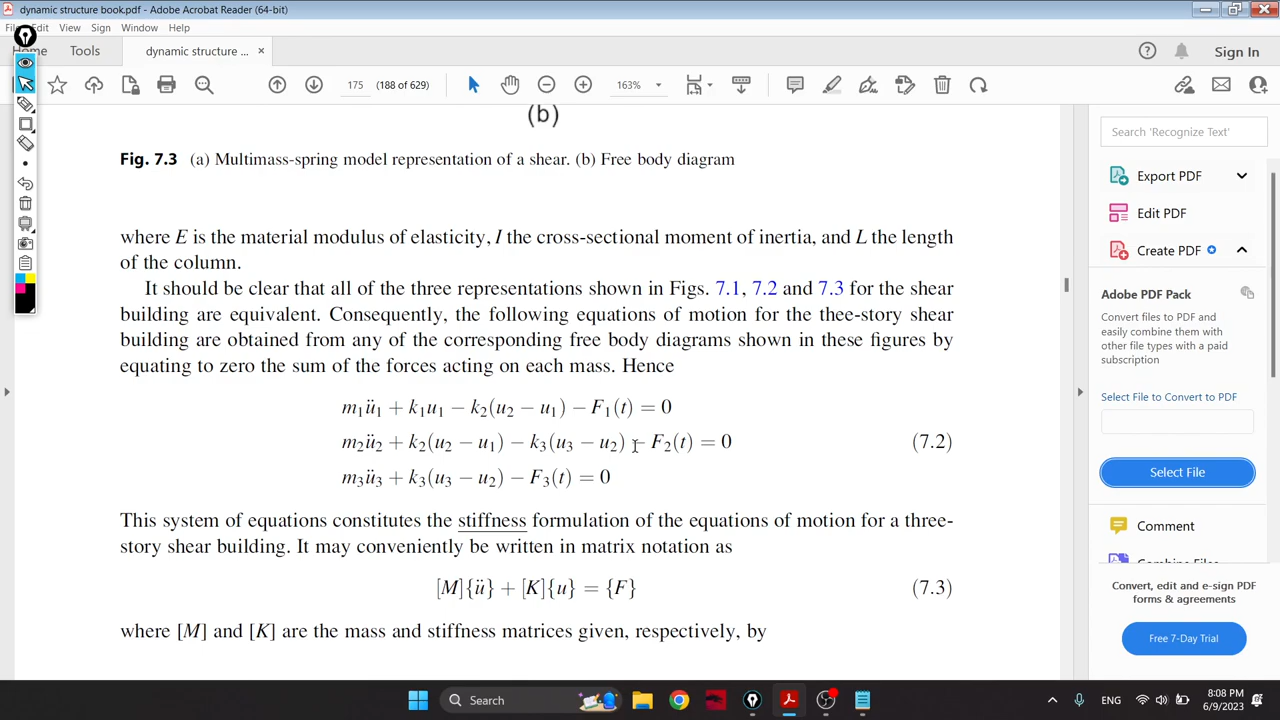 dynamic structure book.pdf - Adobe Acrobat Reader (64-bit)
File Edit View Sign Window Help
Home Tools dynamic structure ... × Sign In
175 (188 of 629) 163%
(b)
Fig. 7.3 (a) Multimass-spring model representation of a shear. (b) Free body diagram
where E is the material modulus of elasticity, I the cross-sectional moment of inertia, and L the length
of the column.
It should be clear that all of the three representations shown in Figs. 7.1, 7.2 and 7.3 for the shear
building are equivalent. Consequently, the following equations of motion for the thee-story shear
building are obtained from any of the corresponding free body diagrams shown in these figures by
equating to zero the sum of the forces acting on each mass. Hence
m₁ü₁ + k₁u₁ − k₂(u₂ − u₁) − F₁(t) = 0
m₂ü₂ + k₂(u₂ − u₁) − k₃(u₃ − u₂) − F₂(t) = 0 (7.2)
m₃ü₃ + k₃(u₃ − u₂) − F₃(t) = 0
This system of equations constitutes the stiffness formulation of the equations of motion for a three-
story shear building. It may conveniently be written in matrix notation as
[M]{ü} + [K]{u} = {F} (7.3)
where [M] and [K] are the mass and stiffness matrices given, respectively, by
Search 'Recognize Text'
Export PDF
Edit PDF
Create PDF
Adobe PDF Pack
Convert files to PDF and
easily combine them with
other file types with a paid
subscription
Select File to Convert to PDF
Select File
Comment
Combine Files
Convert, edit and e-sign PDF
forms & agreements
Free 7-Day Trial
Search
ENG
8:08 PM
6/9/2023